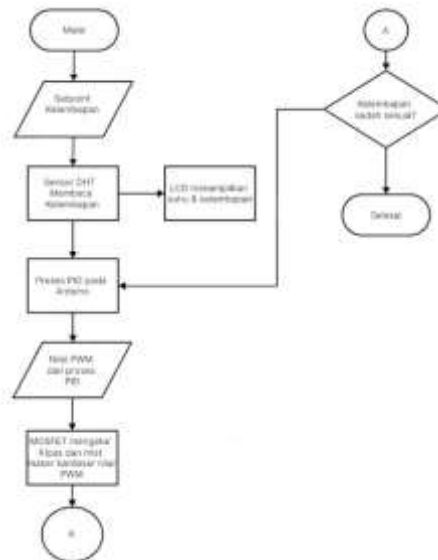 Mulai
Setpoint
Kelembapan
Sensor DHT
Membaca
Kelembapan
LCD menampilkan
suhu & kelembapan
Proses PID pada
Arduino
Nilai PWM
dari proses
PID
MOSFET mengatur
Kipas dan mist
maker berdasar nilai
PWM
A
Kelembapan
sudah sesuai?
Selesai